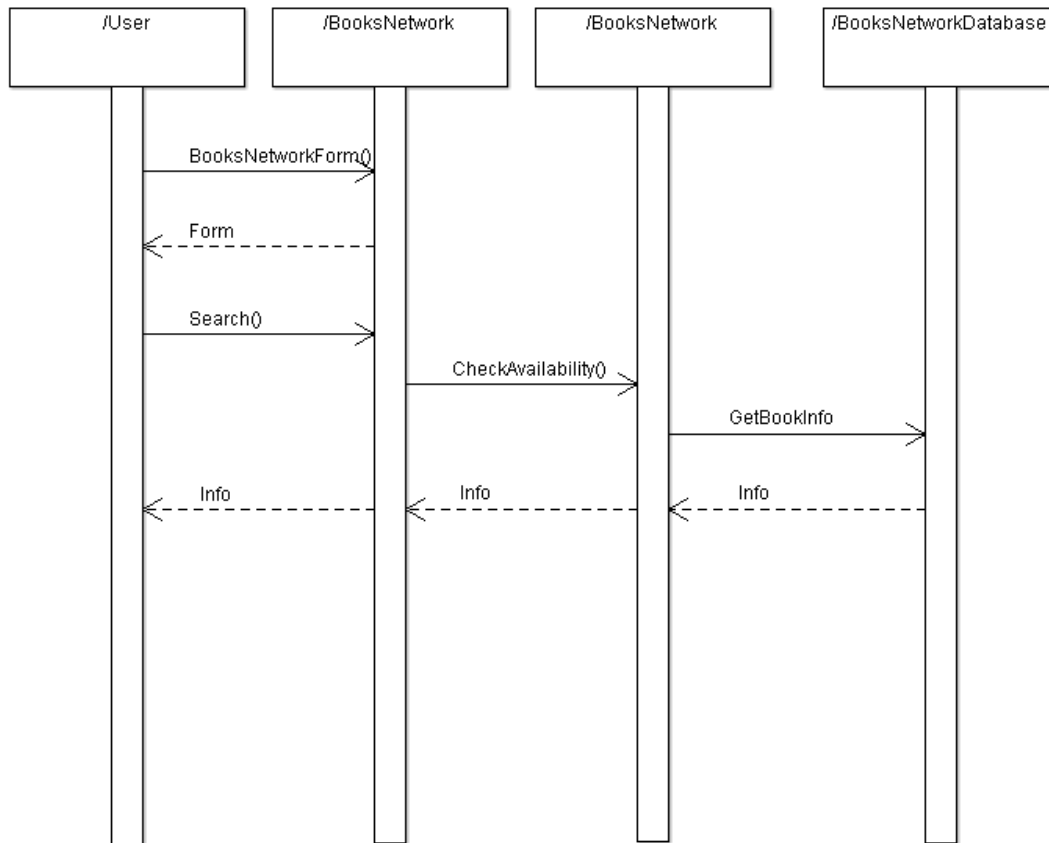 /User
/BooksNetwork
/BooksNetwork
/BooksNetworkDatabase
BooksNetworkForm()
Form
Search()
CheckAvailability()
GetBookInfo
Info
Info
Info